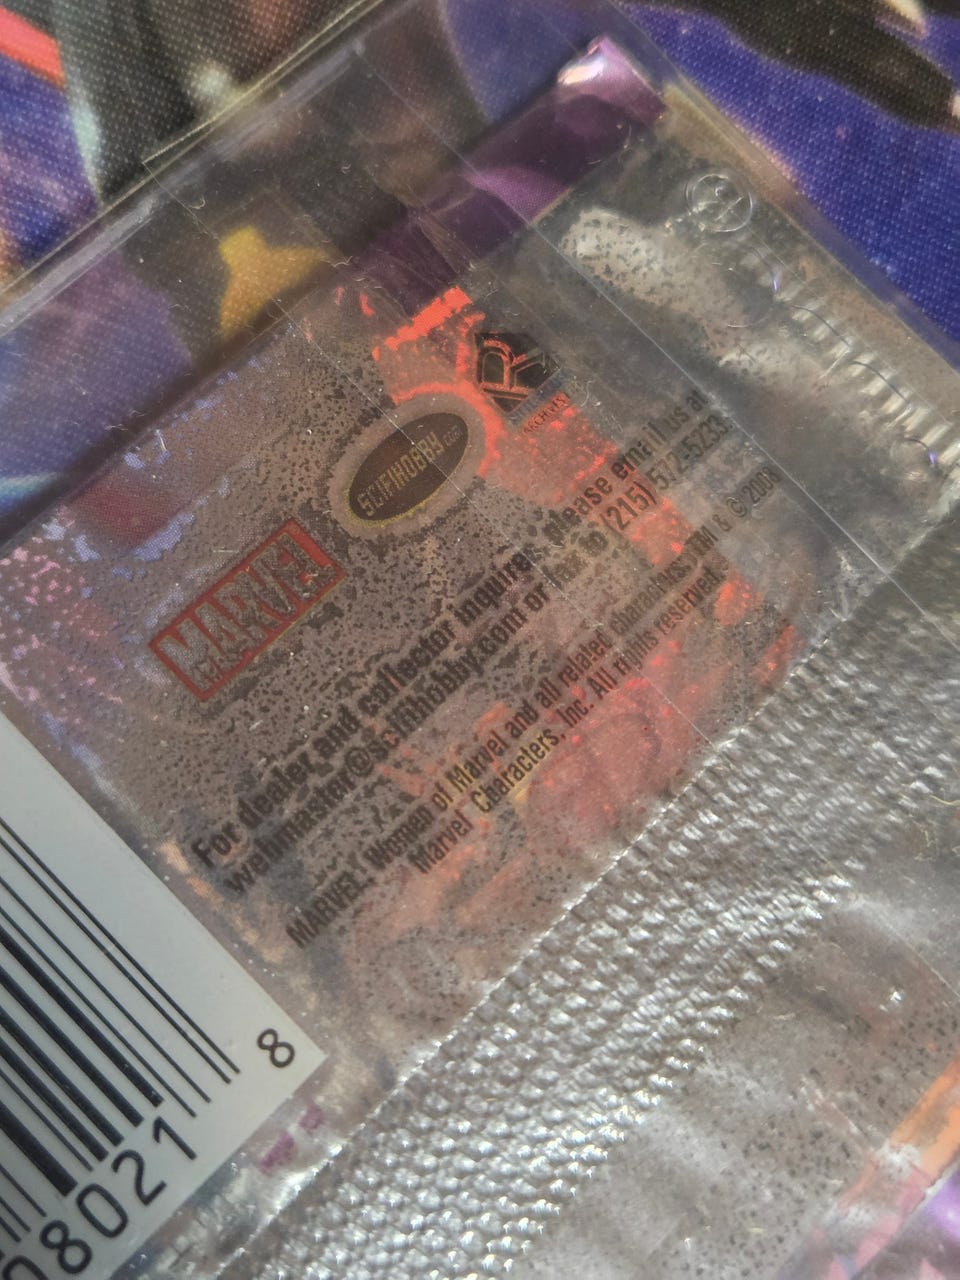 MARVEL
SCIFIHOBBY.COM
R
ARCHIVES
For dealer and collector inquires, please email us at
webmaster@scifihobby.com or fax to (215) 572-5233.
MARVEL, Women of Marvel and all related characters: TM & © 2008
Marvel Characters, Inc. All rights reserved.
08021
8